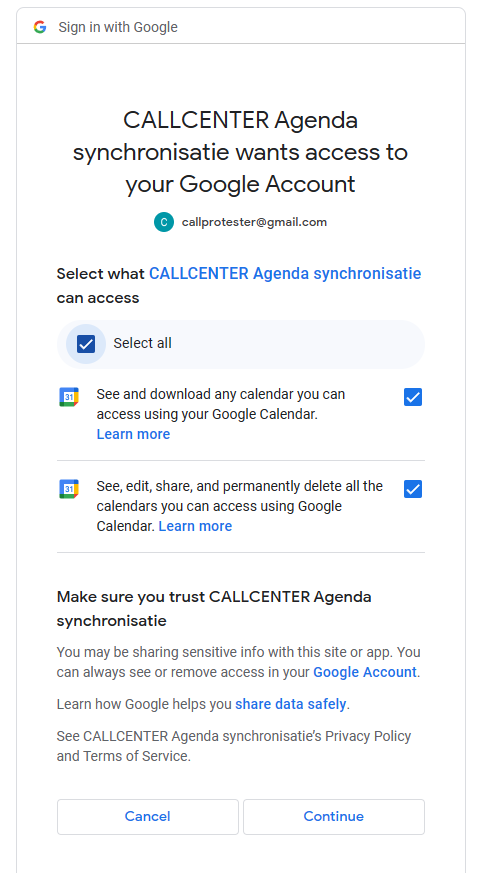 Sign in with Google
CALLCENTER Agenda
synchronisatie wants access to
your Google Account
C callprotester@gmail.com
Select what CALLCENTER Agenda synchronisatie
can access
Select all
31 See and download any calendar you can
access using your Google Calendar.
Learn more
31 See, edit, share, and permanently delete all the
calendars you can access using Google
Calendar. Learn more
Make sure you trust CALLCENTER Agenda
synchronisatie
You may be sharing sensitive info with this site or app. You
can always see or remove access in your Google Account.
Learn how Google helps you share data safely.
See CALLCENTER Agenda synchronisatie's Privacy Policy
and Terms of Service.
Cancel Continue